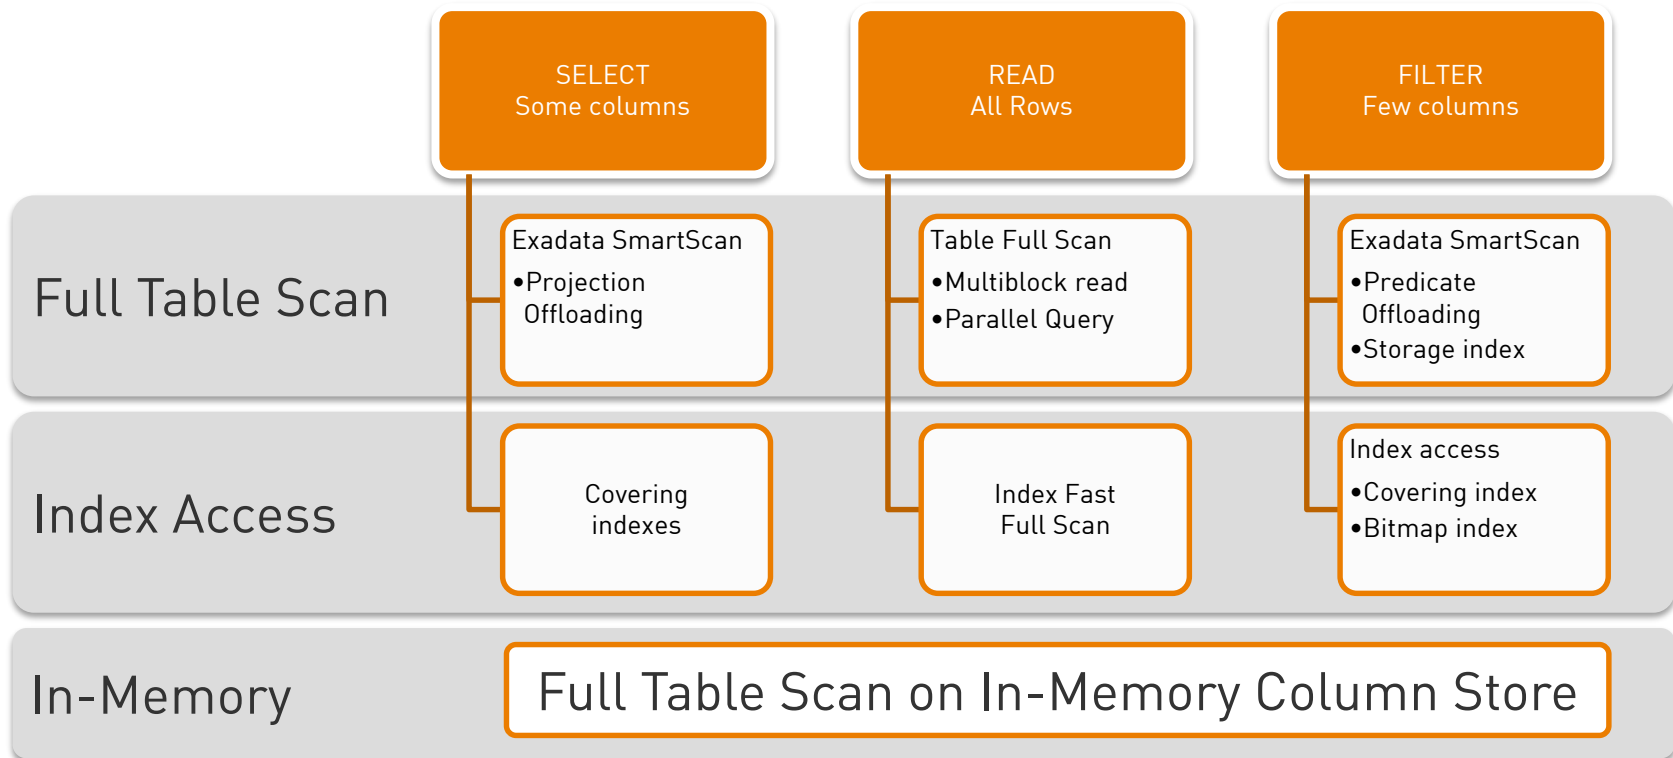 SELECT
Some columns
READ
All Rows
FILTER
Few columns
Full Table Scan
Exadata SmartScan
•Projection
Offloading
Table Full Scan
•Multiblock read
•Parallel Query
Exadata SmartScan
•Predicate
Offloading
•Storage index
Index Access
Covering
indexes
Index Fast
Full Scan
Index access
•Covering index
•Bitmap index
In-Memory
Full Table Scan on In-Memory Column Store